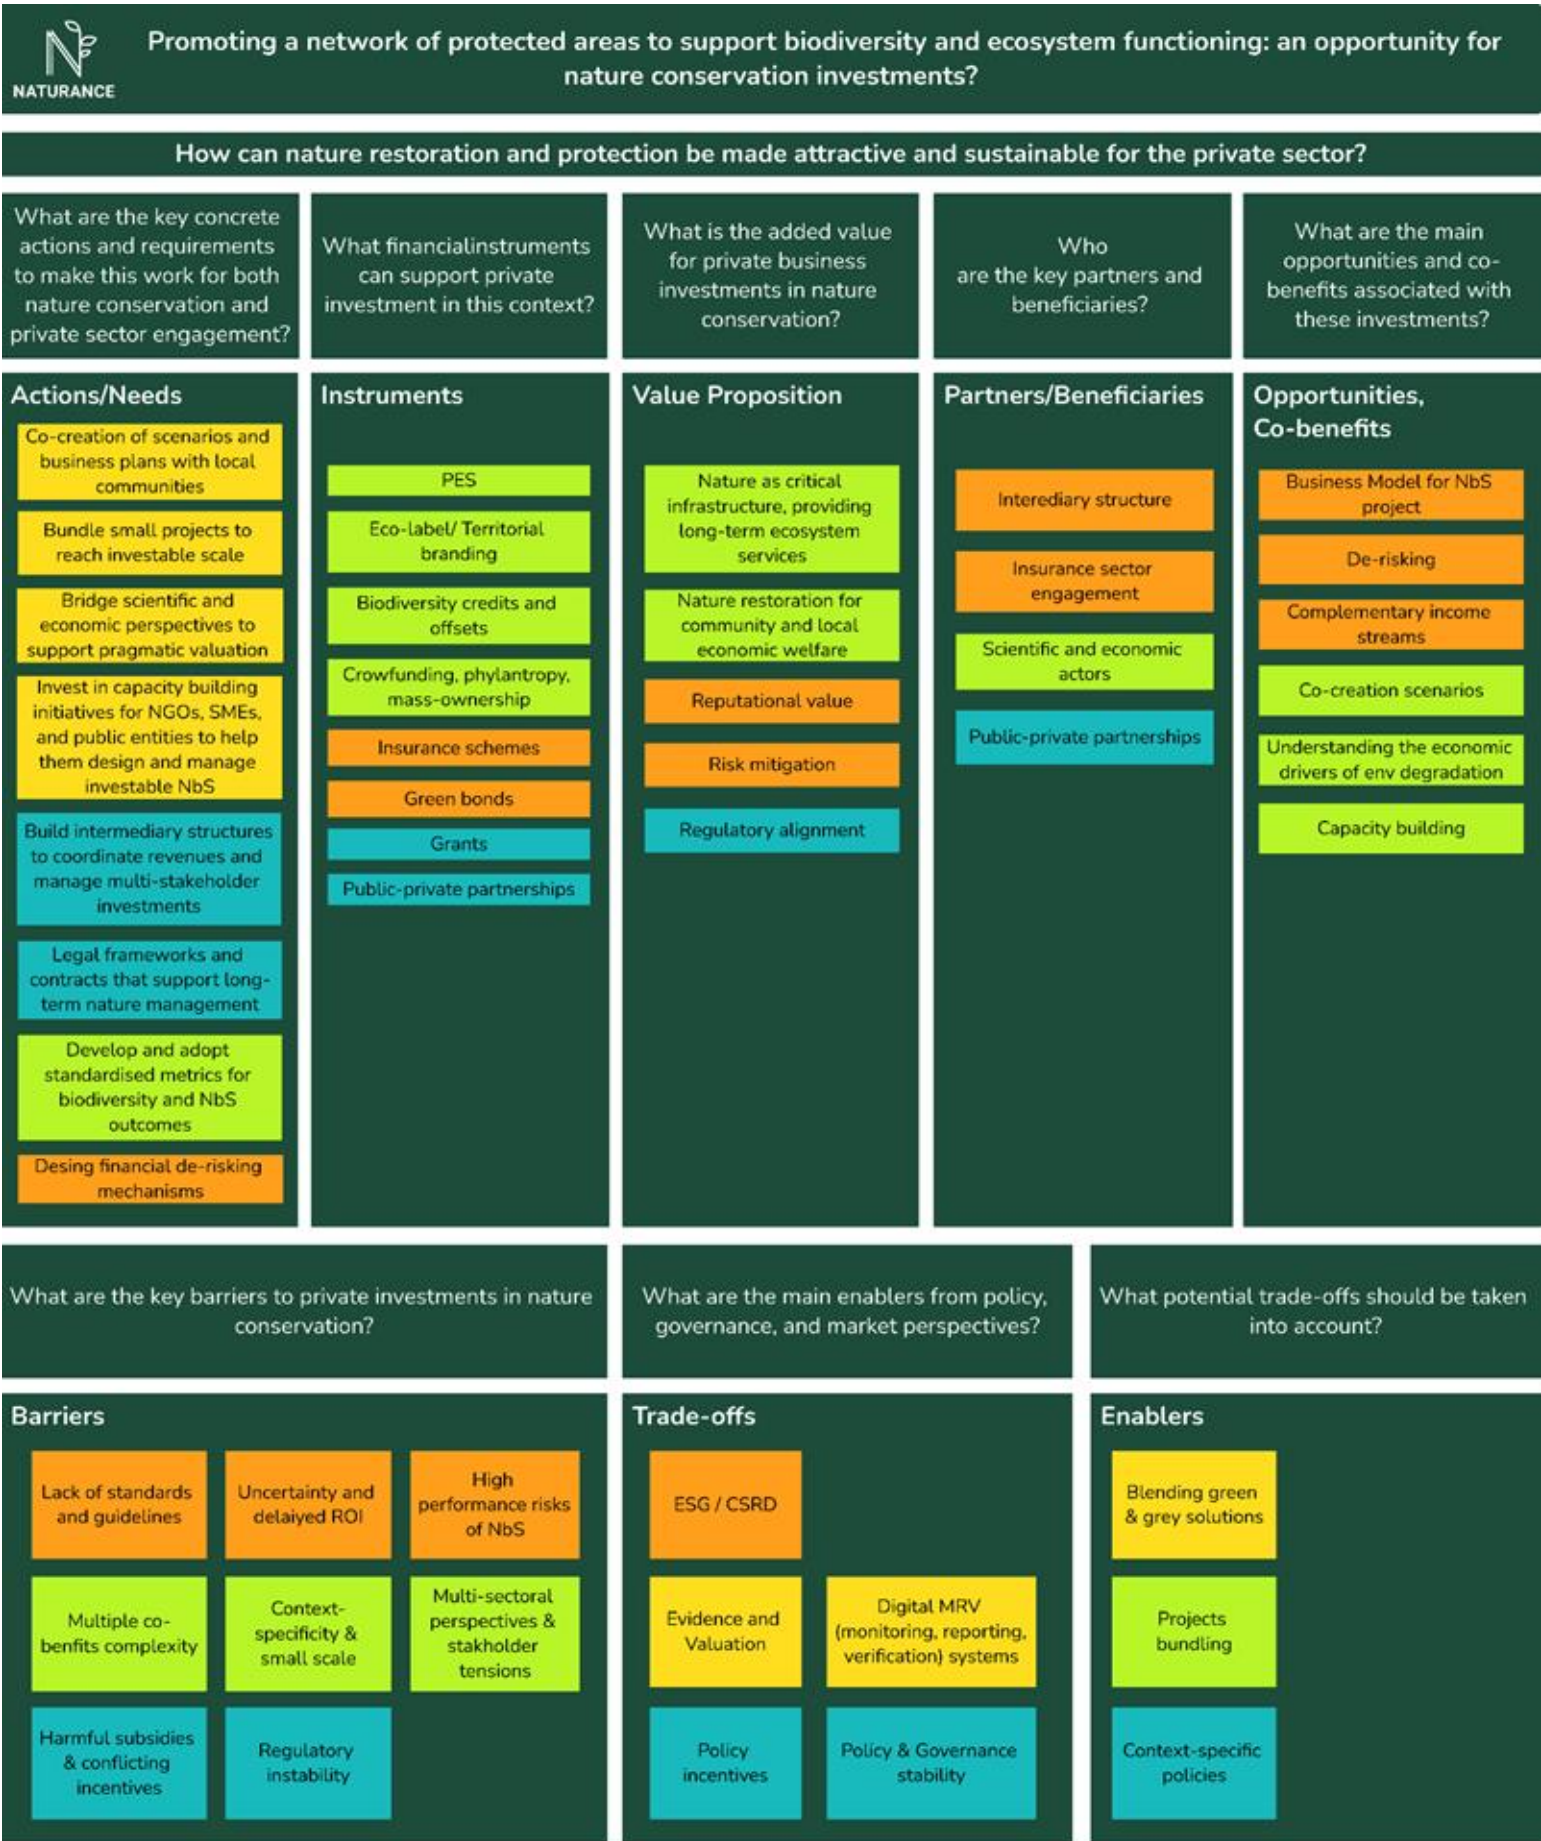 NATURANCE
Promoting a network of protected areas to support biodiversity and ecosystem functioning: an opportunity for
nature conservation investments?
How can nature restoration and protection be made attractive and sustainable for the private sector?
What are the key concrete
actions and requirements
to make this work for both
nature conservation and
private sector engagement?
What financialinstruments
can support private
investment in this context?
What is the added value
for private business
investments in nature
conservation?
Who
are the key partners and
beneficiaries?
What are the main
opportunities and co-
benefits associated with
these investments?
Actions/Needs
Co-creation of scenarios and
business plans with local
communities
Bundle small projects to
reach investable scale
Bridge scientific and
economic perspectives to
support pragmatic valuation
Invest in capacity building
initiatives for NGOs, SMEs,
and public entities to help
them design and manage
investable NbS
Build intermediary structures
to coordinate revenues and
manage multi-stakeholder
investments
Legal frameworks and
contracts that support long-
term nature management
Develop and adopt
standardised metrics for
biodiversity and NbS
outcomes
Desing financial de-risking
mechanisms
Instruments
PES
Eco-label/ Territorial
branding
Biodiversity credits and
offsets
Crowfunding, phylantropy,
mass-ownership
Insurance schemes
Green bonds
Grants
Public-private partnerships
Value Proposition
Nature as critical
infrastructure, providing
long-term ecosystem
services
Nature restoration for
community and local
economic welfare
Reputational value
Risk mitigation
Regulatory alignment
Partners/Beneficiaries
Interediary structure
Insurance sector
engagement
Scientific and economic
actors
Public-private partnerships
Opportunities,
Co-benefits
Business Model for NbS
project
De-risking
Complementary income
streams
Co-creation scenarios
Understanding the economic
drivers of env degradation
Capacity building
What are the key barriers to private investments in nature
conservation?
What are the main enablers from policy,
governance, and market perspectives?
What potential trade-offs should be taken
into account?
Barriers
Lack of standards
and guidelines
Uncertainty and
delaiyed ROI
High
performance risks
of NbS
Multiple co-
benfits complexity
Context-
specificity &
small scale
Multi-sectoral
perspectives &
stakholder
tensions
Harmful subsidies
& conflicting
incentives
Regulatory
instability
Trade-offs
ESG / CSRD
Evidence and
Valuation
Digital MRV
(monitoring, reporting,
verification) systems
Policy
incentives
Policy & Governance
stability
Enablers
Blending green
& grey solutions
Projects
bundling
Context-specific
policies